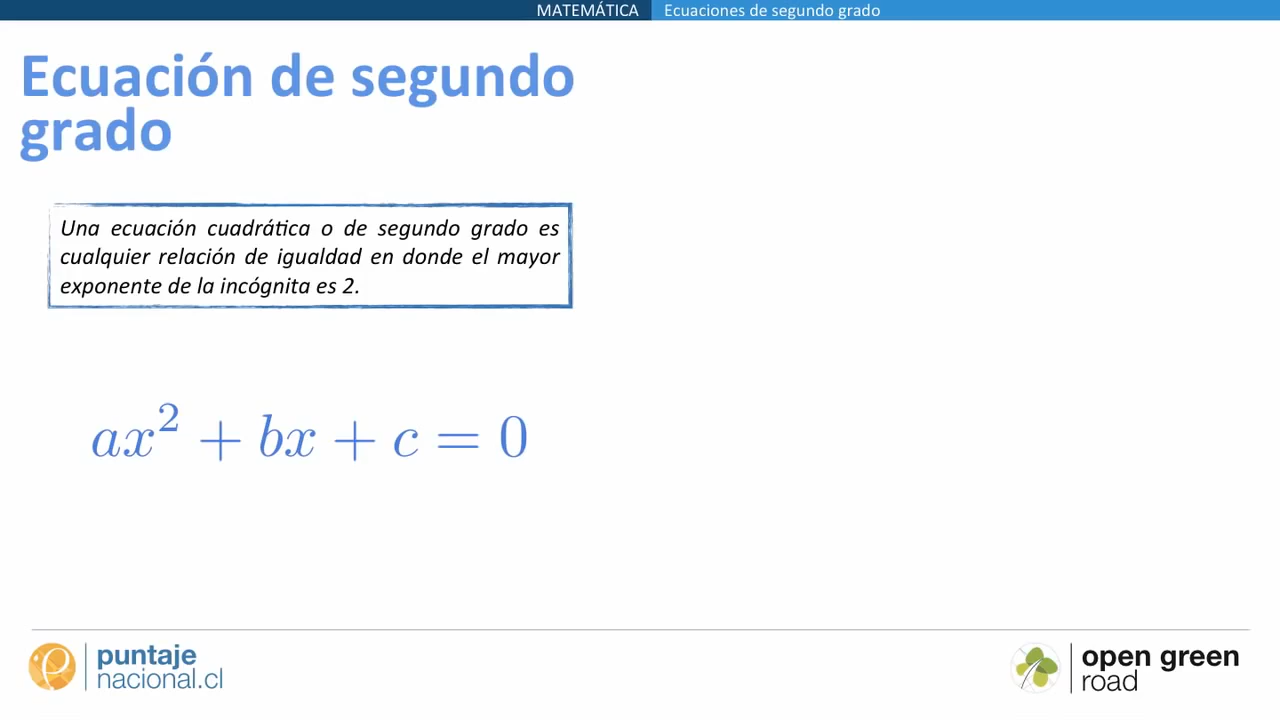 MATEMÁTICA
Ecuaciones de segundo grado
Ecuación de segundo
grado
Una ecuación cuadrática o de segundo grado es
cualquier relación de igualdad en donde el mayor
exponente de la incógnita es 2.
ax² + bx + c = 0
puntaje
nacional.cl
open green
road